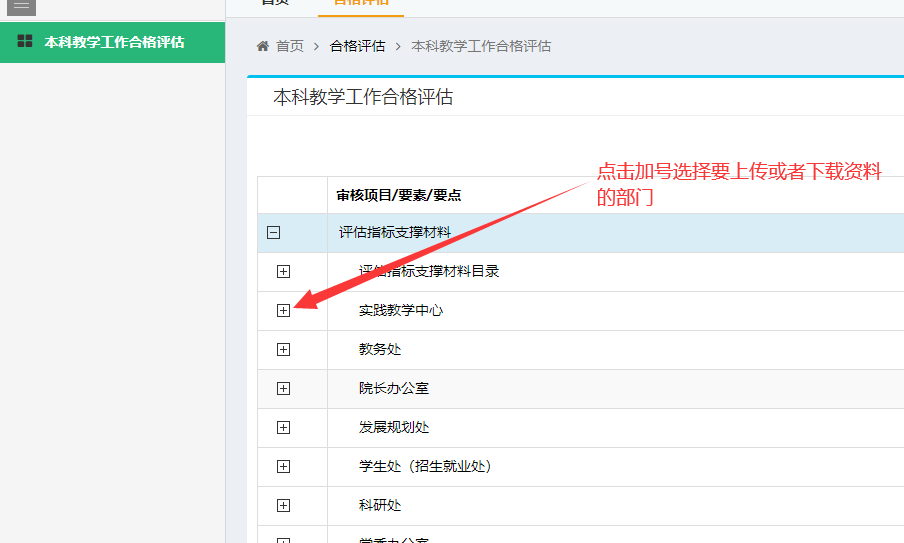 首页
合格评估
本科教学工作合格评估
首页 > 合格评估 > 本科教学工作合格评估
本科教学工作合格评估
点击加号选择要上传或者下载资料
的部门
审核项目/要素/要点
评估指标支撑材料
评估指标支撑材料目录
实践教学中心
教务处
院长办公室
发展规划处
学生处（招生就业处）
科研处
党委办公室